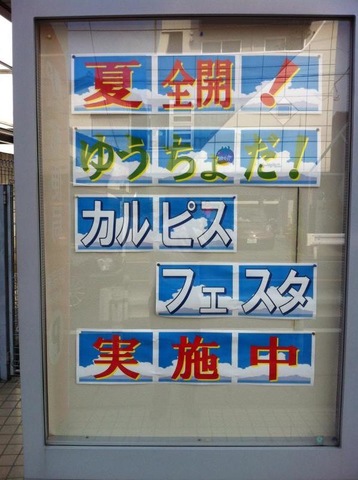 夏全開！
ゆうちょだ！
カルピス
フェスタ
実施中